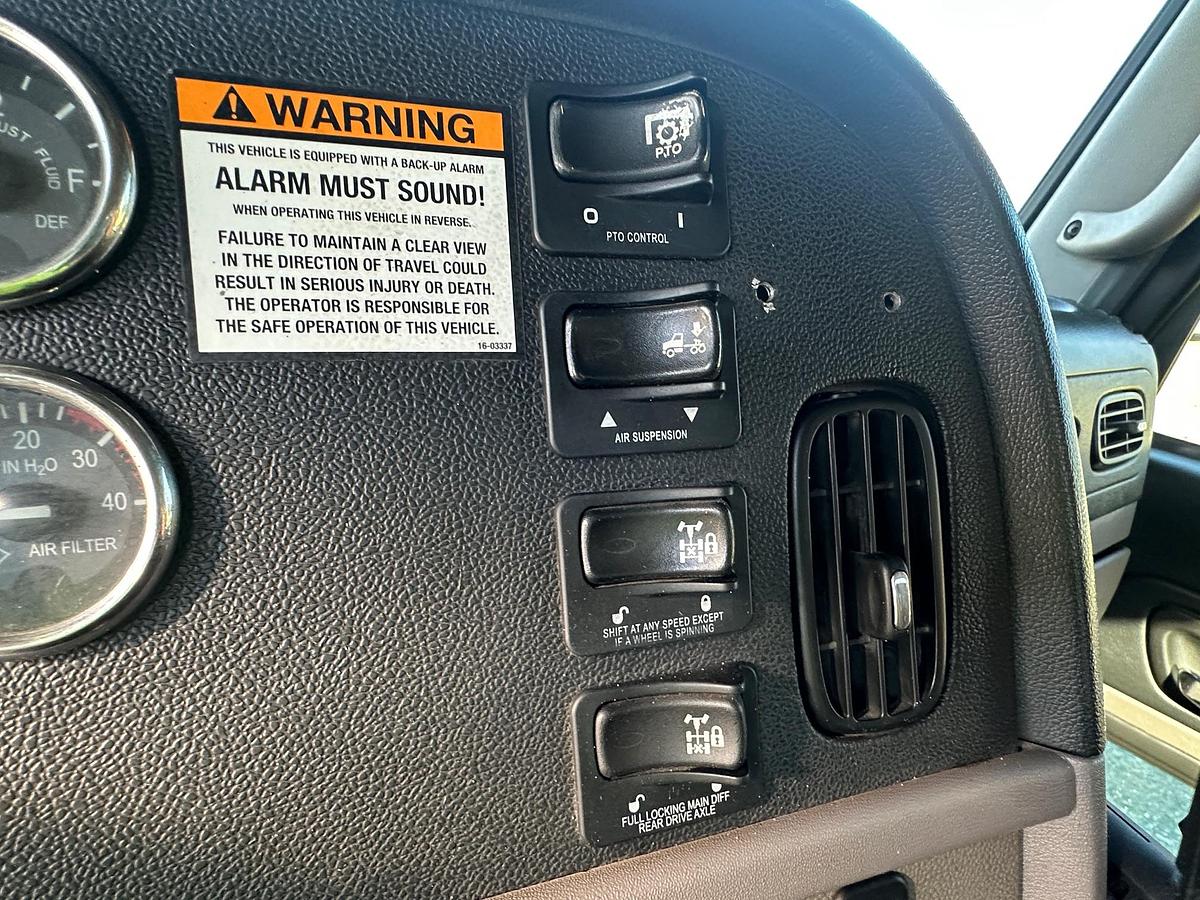 UST FLUID
F
DEF
20
IN H₂O
30
40
AIR FILTER
WARNING
THIS VEHICLE IS EQUIPPED WITH A BACK-UP ALARM
ALARM MUST SOUND!
WHEN OPERATING THIS VEHICLE IN REVERSE.
FAILURE TO MAINTAIN A CLEAR VIEW
IN THE DIRECTION OF TRAVEL COULD
RESULT IN SERIOUS INJURY OR DEATH.
THE OPERATOR IS RESPONSIBLE FOR
THE SAFE OPERATION OF THIS VEHICLE.
16-03337
PTO
O I
PTO CONTROL
AIR SUSPENSION
SHIFT AT ANY SPEED EXCEPT
IF A WHEEL IS SPINNING
FULL LOCKING MAIN DIFF
REAR DRIVE AXLE